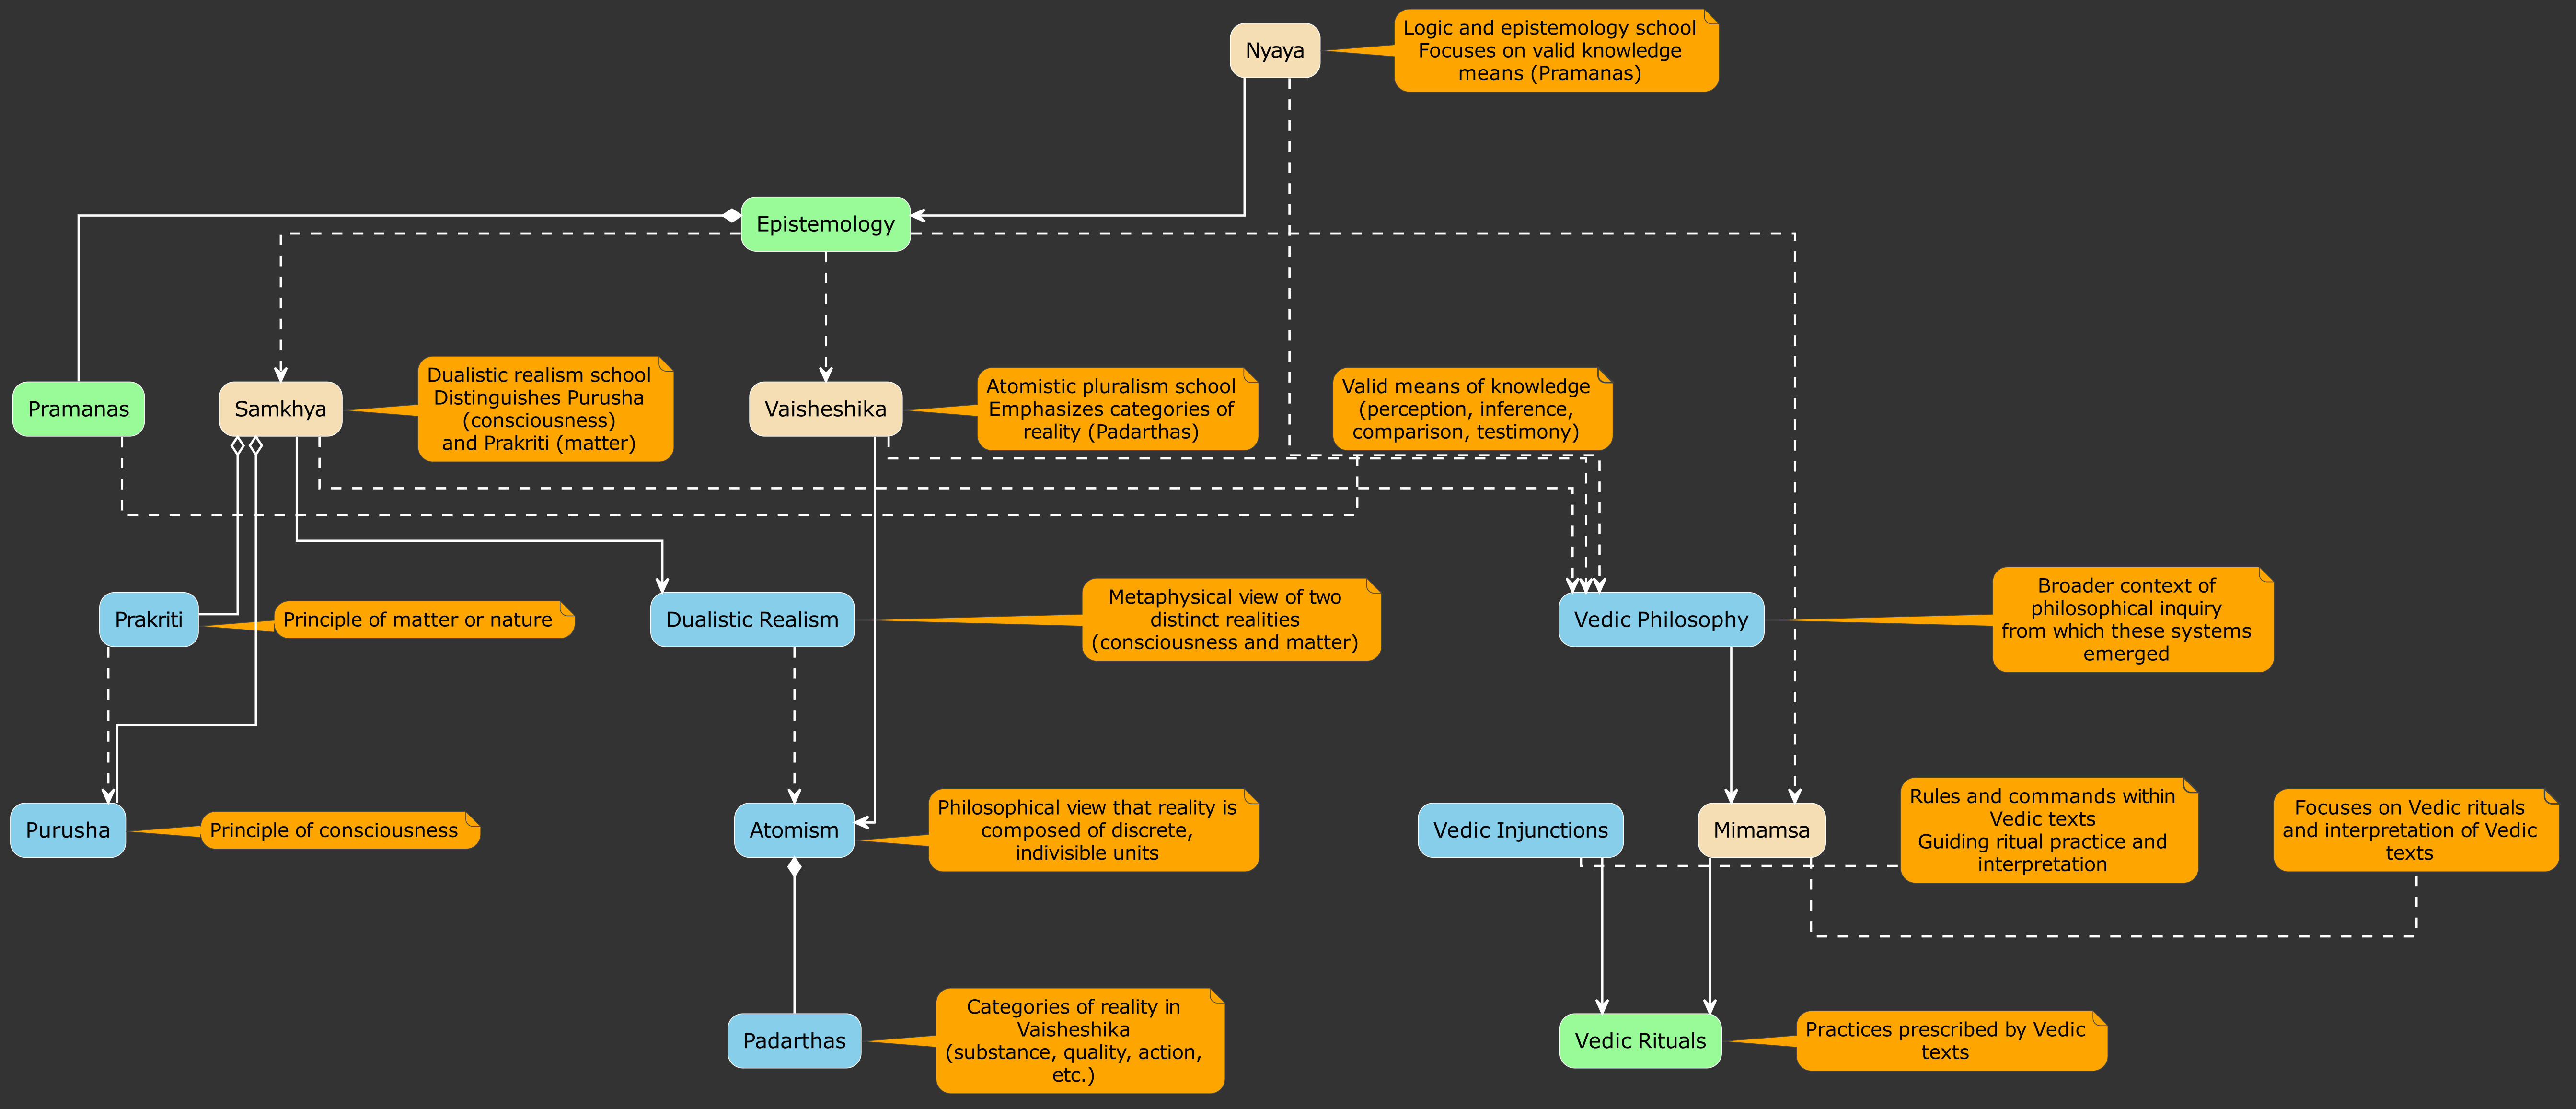 Nyaya
Logic and epistemology school
Focuses on valid knowledge
means (Pramanas)
Epistemology
Pramanas
Samkhya
Dualistic realism school
Distinguishes Purusha
(consciousness)
and Prakriti (matter)
Vaisheshika
Atomistic pluralism school
Emphasizes categories of
reality (Padarthas)
Valid means of knowledge
(perception, inference,
comparison, testimony)
Prakriti
Principle of matter or nature
Dualistic Realism
Metaphysical view of two
distinct realities
(consciousness and matter)
Vedic Philosophy
Broader context of
philosophical inquiry
from which these systems
emerged
Purusha
Principle of consciousness
Atomism
Philosophical view that reality is
composed of discrete,
indivisible units
Vedic Injunctions
Mimamsa
Rules and commands within
Vedic texts
Guiding ritual practice and
interpretation
Focuses on Vedic rituals
and interpretation of Vedic
texts
Padarthas
Categories of reality in
Vaisheshika
(substance, quality, action,
etc.)
Vedic Rituals
Practices prescribed by Vedic
texts